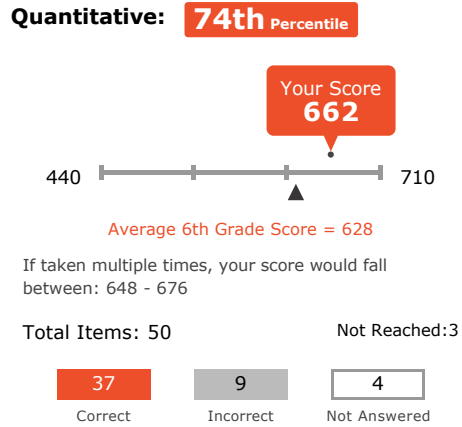 Quantitative: 74th Percentile
Your Score
662
440 710
Average 6th Grade Score = 628
If taken multiple times, your score would fall
between: 648 - 676
Total Items: 50 Not Reached:3
37 9 4
Correct Incorrect Not Answered